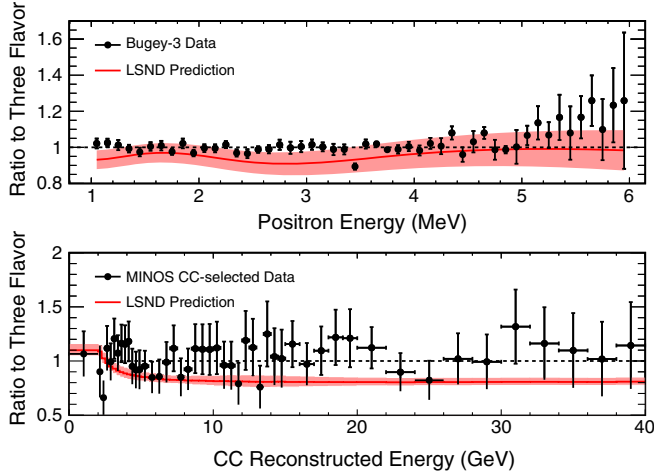 Ratio to Three Flavor
1.6
1.4
1.2
1
0.8
Bugey-3 Data
LSND Prediction
1 2 3 4 5 6
Positron Energy (MeV)
Ratio to Three Flavor
2
1.5
1
0.5
MINOS CC-selected Data
LSND Prediction
0 10 20 30 40
CC Reconstructed Energy (GeV)